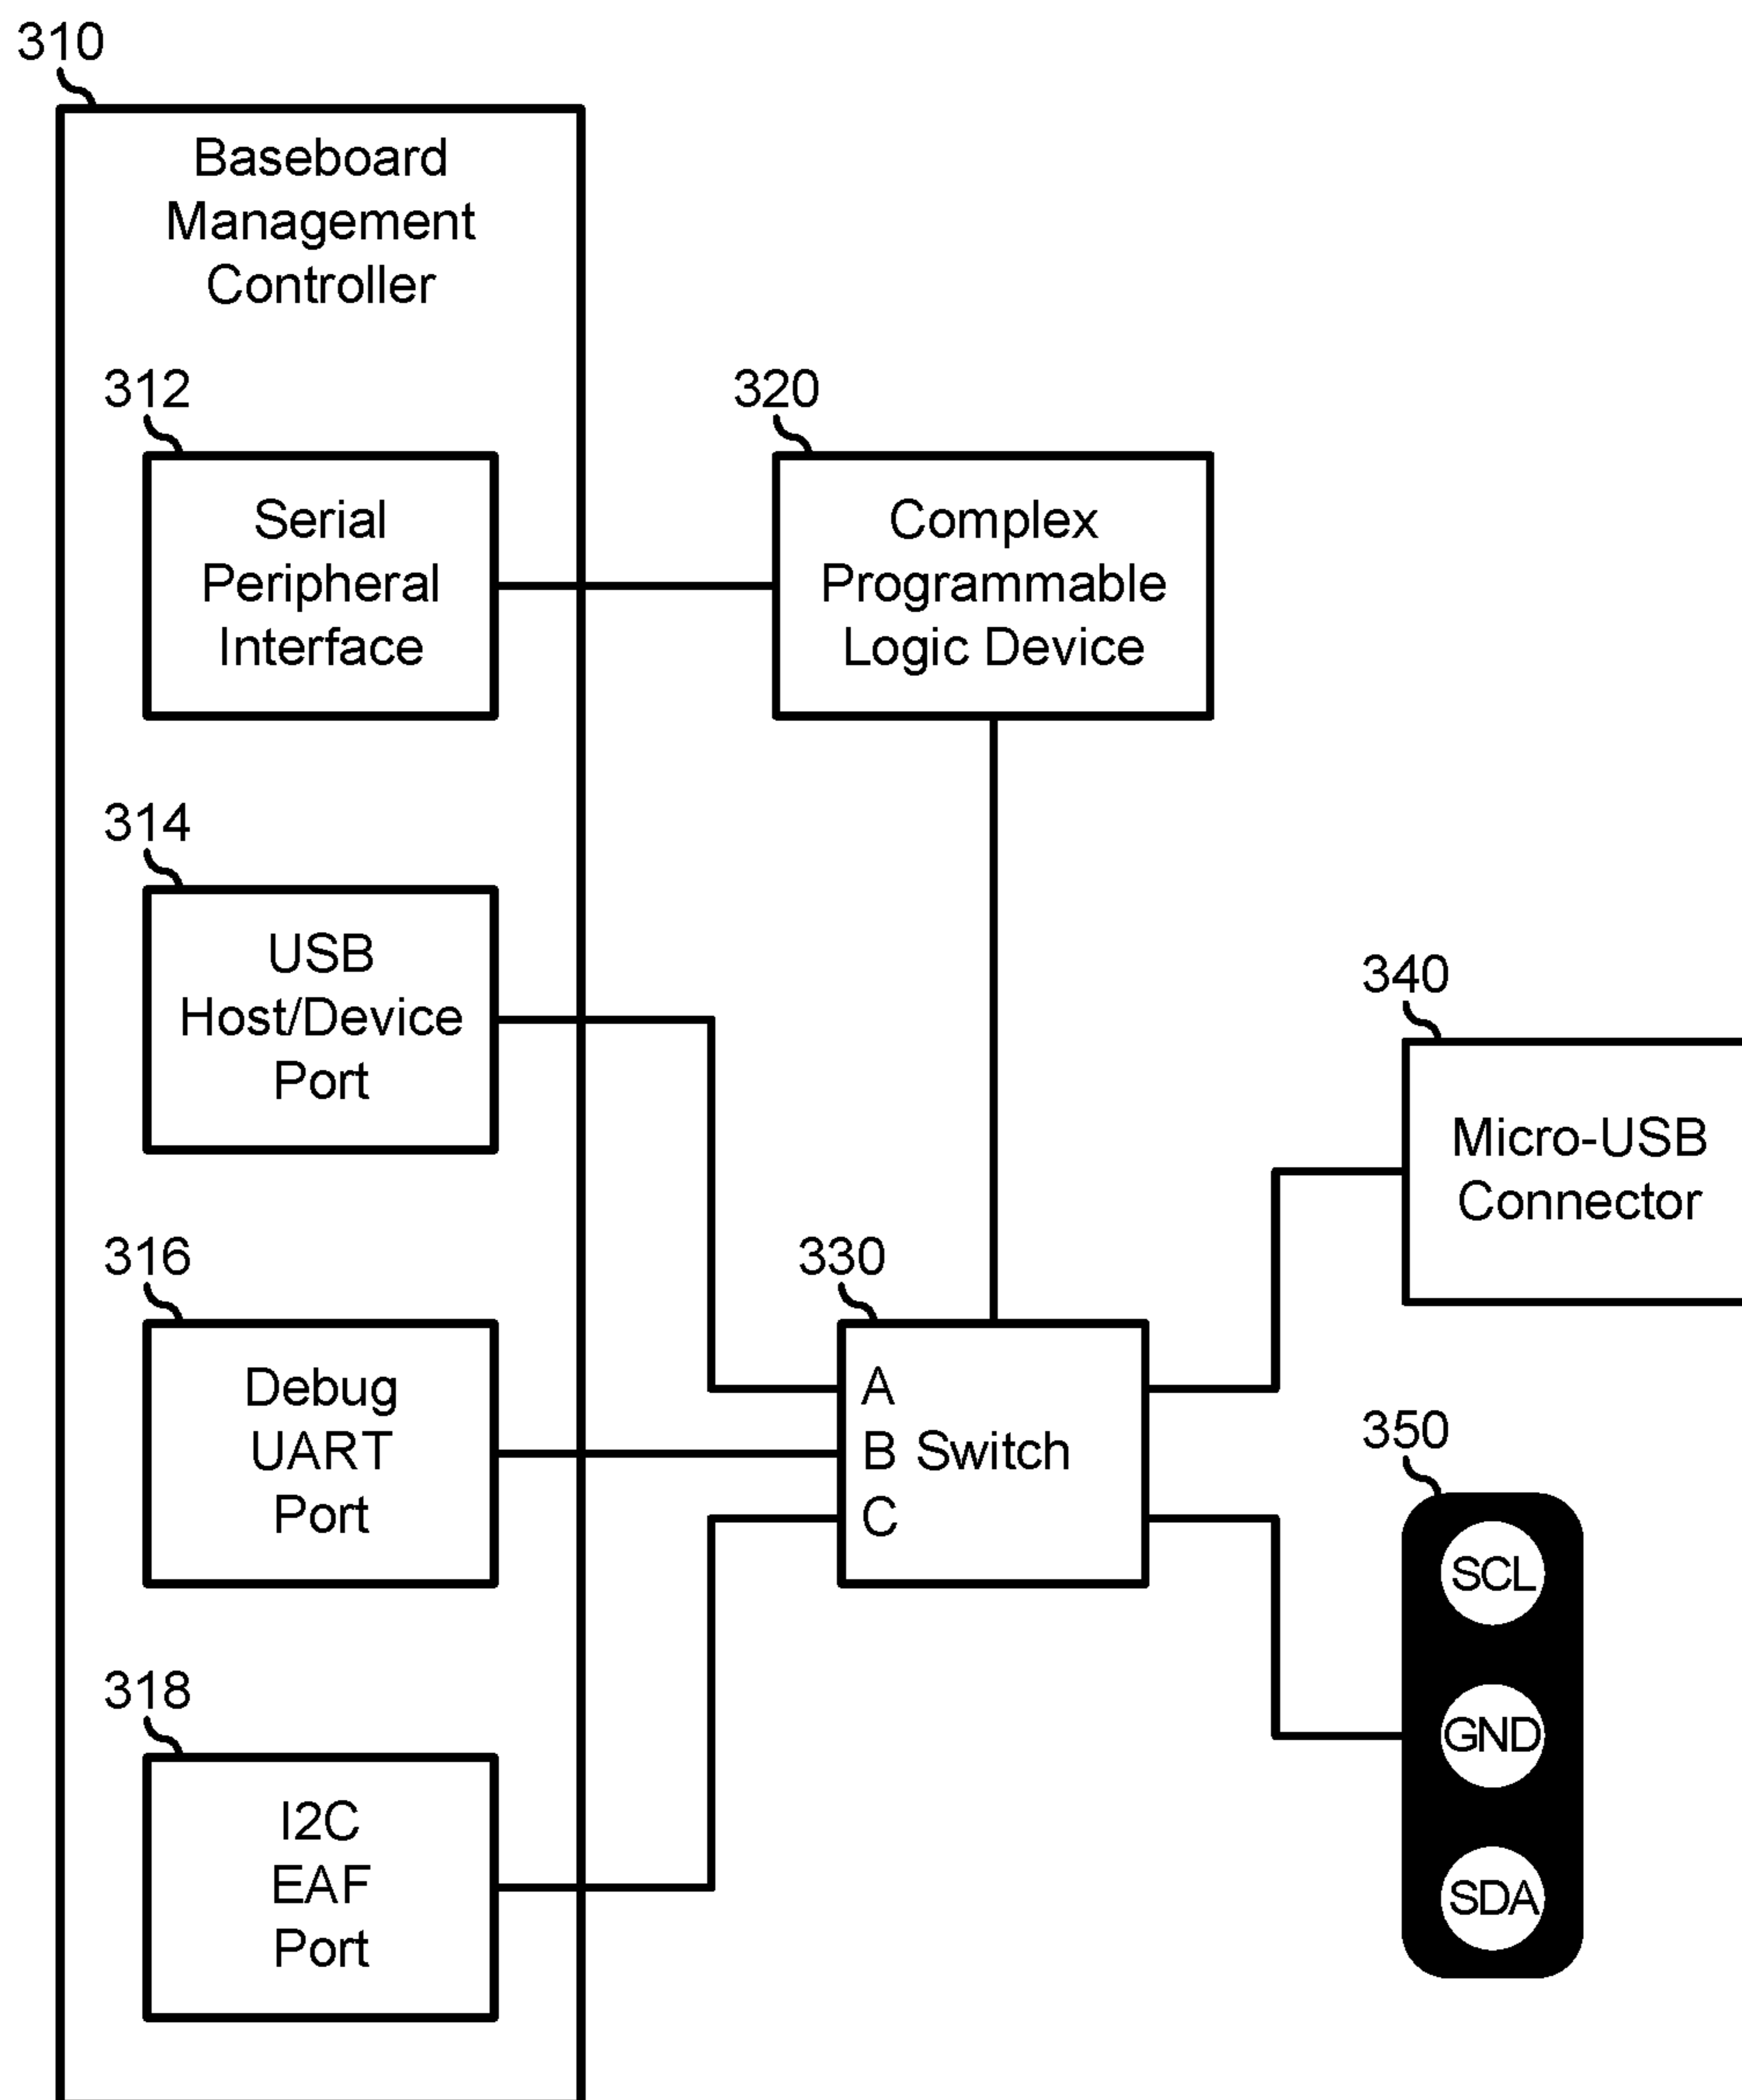 310
Baseboard
Management
Controller
312
Serial
Peripheral
Interface
320
Complex
Programmable
Logic Device
314
USB
Host/Device
Port
340
Micro-USB
Connector
316
Debug
UART
Port
330
A
B Switch
C
350
SCL
GND
SDA
318
I2C
EAF
Port